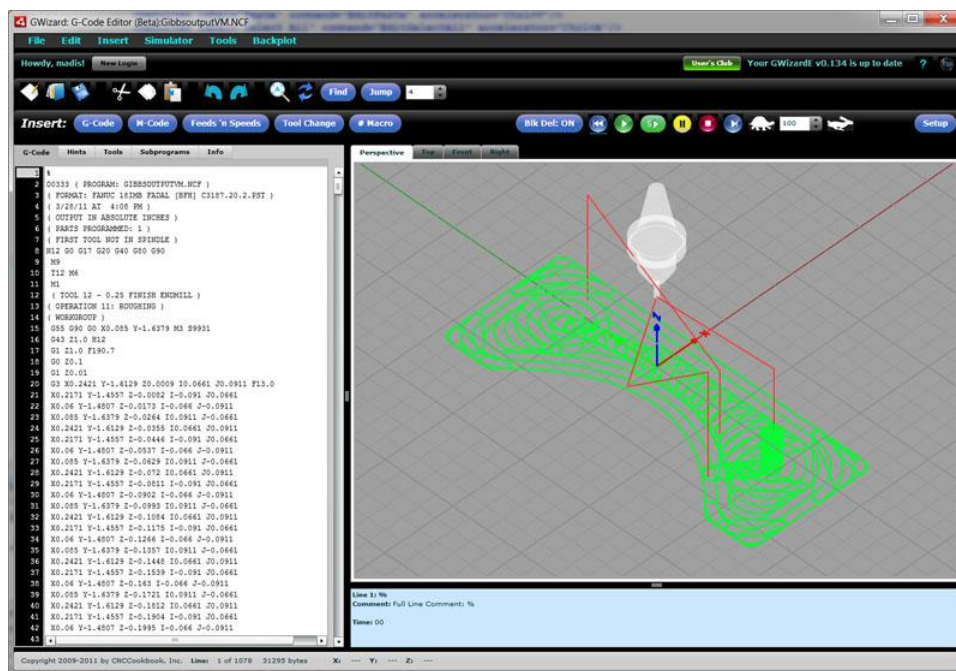 GWizard: G-Code Editor (Beta):GibbsoutputVM.NCF
File Edit Insert Simulator Tools Backplot
Howdy, madis! New Login User's Club Your GWizardE v0.134 is up to date ?
Find Jump 4
Insert: G-Code M-Code Feeds 'n Speeds Tool Change # Macro Blk Del: ON 100 Setup
G-Code Hints Tools Subprograms Info
Perspective Top Front Right
1 %
2 O0333 ( PROGRAM: GIBBSOUTPUTVM.NCF )
3 ( FORMAT: FANUC 18IMB FADAL [BFH] C3187.20.2.PST )
4 ( 3/28/11 AT 4:08 PM )
5 ( OUTPUT IN ABSOLUTE INCHES )
6 ( PARTS PROGRAMMED: 1 )
7 ( FIRST TOOL NOT IN SPINDLE )
8 N12 G0 G17 G20 G40 G80 G90
9 M9
10 T12 M6
11 M1
12 ( TOOL 12 - 0.25 FINISH ENDMILL )
13 ( OPERATION 11: ROUGHING )
14 ( WORKGROUP )
15 G55 G90 G0 X0.085 Y-1.6379 M3 S9931
16 G43 Z1.0 H12
17 G1 Z1.0 F190.7
18 G0 Z0.1
19 G1 Z0.01
20 G3 X0.2421 Y-1.6129 Z0.0009 I0.0661 J0.0911 F13.0
21 X0.2171 Y-1.4557 Z-0.0082 I-0.091 J0.0661
22 X0.06 Y-1.4807 Z-0.0173 I-0.066 J-0.0911
23 X0.085 Y-1.6379 Z-0.0264 I0.0911 J-0.0661
24 X0.2421 Y-1.6129 Z-0.0355 I0.0661 J0.0911
25 X0.2171 Y-1.4557 Z-0.0446 I-0.091 J0.0661
26 X0.06 Y-1.4807 Z-0.0537 I-0.066 J-0.0911
27 X0.085 Y-1.6379 Z-0.0629 I0.0911 J-0.0661
28 X0.2421 Y-1.6129 Z-0.072 I0.0661 J0.0911
29 X0.2171 Y-1.4557 Z-0.0811 I-0.091 J0.0661
30 X0.06 Y-1.4807 Z-0.0902 I-0.066 J-0.0911
31 X0.085 Y-1.6379 Z-0.0993 I0.0911 J-0.0661
32 X0.2421 Y-1.6129 Z-0.1084 I0.0661 J0.0911
33 X0.2171 Y-1.4557 Z-0.1175 I-0.091 J0.0661
34 X0.06 Y-1.4807 Z-0.1266 I-0.066 J-0.0911
35 X0.085 Y-1.6379 Z-0.1357 I0.0911 J-0.0661
36 X0.2421 Y-1.6129 Z-0.1448 I0.0661 J0.0911
37 X0.2171 Y-1.4557 Z-0.1539 I-0.091 J0.0661
38 X0.06 Y-1.4807 Z-0.163 I-0.066 J-0.0911
39 X0.085 Y-1.6379 Z-0.1721 I0.0911 J-0.0661
40 X0.2421 Y-1.6129 Z-0.1812 I0.0661 J0.0911
41 X0.2171 Y-1.4557 Z-0.1904 I-0.091 J0.0661
42 X0.06 Y-1.4807 Z-0.1995 I-0.066 J-0.0911
43
Z
X
Line 1: %
Comment: Full Line Comment: %
Time: 00
Copyright 2009-2011 by CNCCookbook, Inc. Line: 1 of 1078 31295 bytes X: --- Y: --- Z: ---